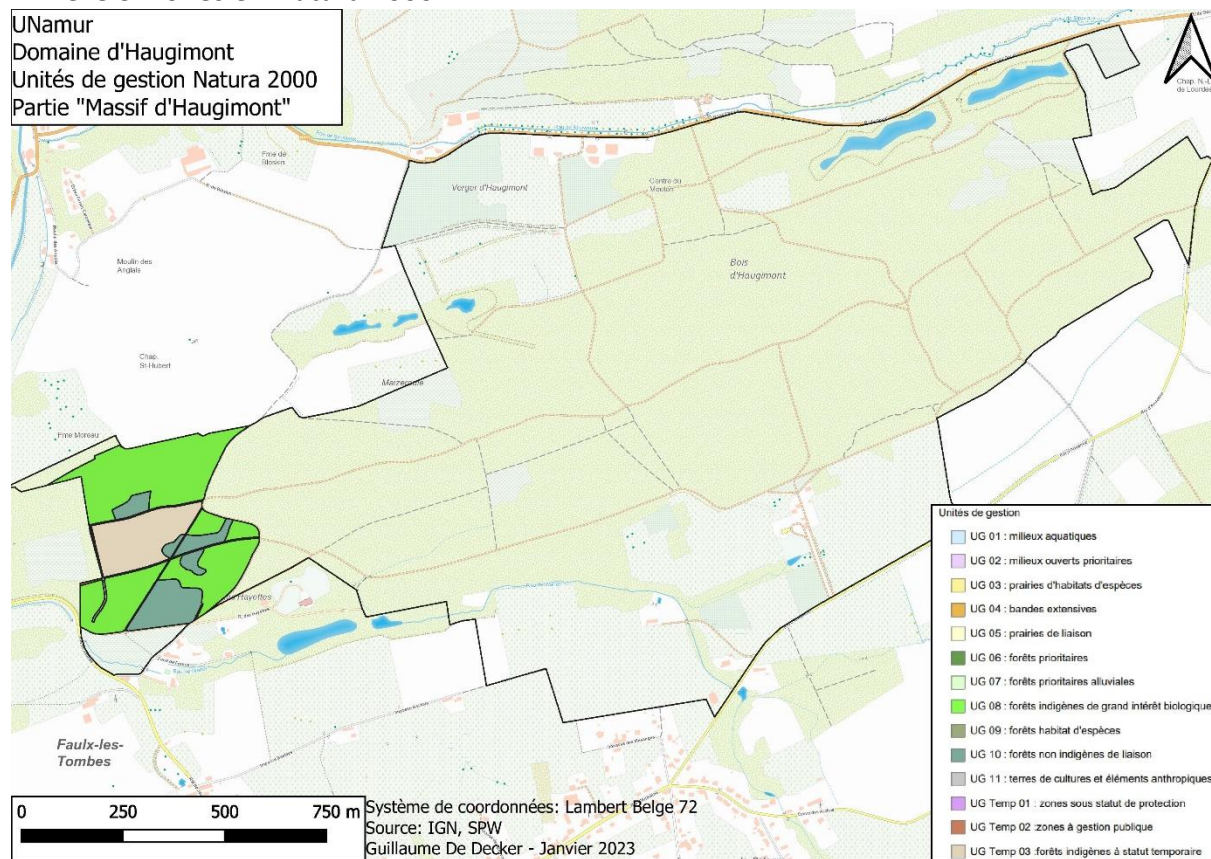 UNamur
Domaine d'Haugimont
Unités de gestion Natura 2000
Partie "Massif d'Haugimont"
Chap. N.-D.
de Lourdes
Fme de
Verger d'Haugimont
Centre du
Mouton
Moulin des
Anglais
Bois
d'Haugimont
Chap.
St-Hubert
Fme Moreau
Faulx-les-
Tombes
Unités de gestion
UG 01 : milieux aquatiques
UG 02 : milieux ouverts prioritaires
UG 03 : prairies d'habitats d'espèces
UG 04 : bandes extensives
UG 05 : prairies de liaison
UG 06 : forêts prioritaires
UG 07 : forêts prioritaires alluviales
UG 08 : forêts indigènes de grand intérêt biologique
UG 09 : forêts habitat d'espèces
UG 10 : forêts non indigènes de liaison
UG 11 : terres de cultures et éléments anthropiques
UG Temp 01 : zones sous statut de protection
UG Temp 02 :zones à gestion publique
UG Temp 03 :forêts indigènes à statut temporaire
0 250 500 750 m
Système de coordonnées: Lambert Belge 72
Source: IGN, SPW
Guillaume De Decker - Janvier 2023